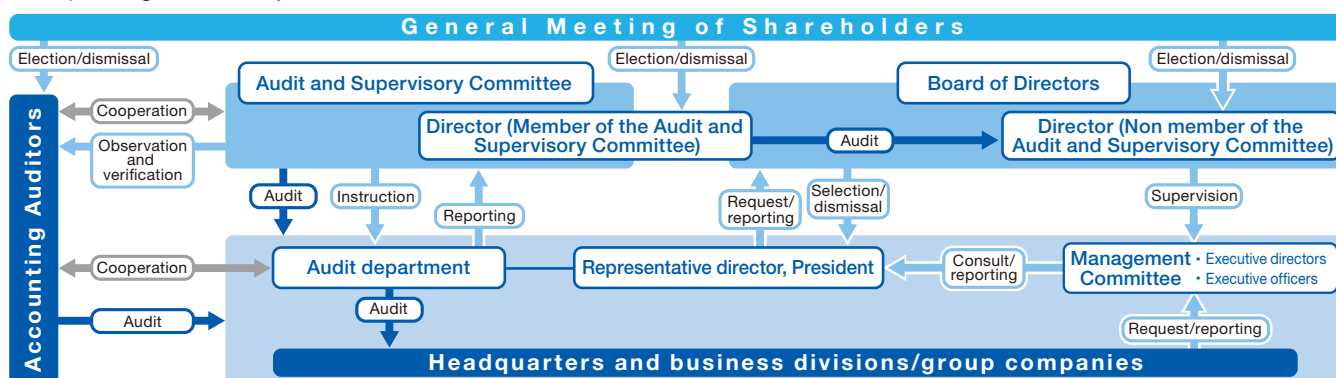 General Meeting of Shareholders
Election/dismissal
Election/dismissal
Election/dismissal
Audit and Supervisory Committee
Board of Directors
Accounting Auditors
Cooperation
Director (Member of the Audit and
Supervisory Committee)
Audit
Director (Non member of the
Audit and Supervisory Committee)
Observation
and
verification
Audit
Instruction
Reporting
Request/
reporting
Selection/
dismissal
Supervision
Cooperation
Audit department
Representative director, President
Consult/
reporting
Management
Committee
・Executive directors
・Executive officers
Audit
Audit
Request/reporting
Headquarters and business divisions/group companies